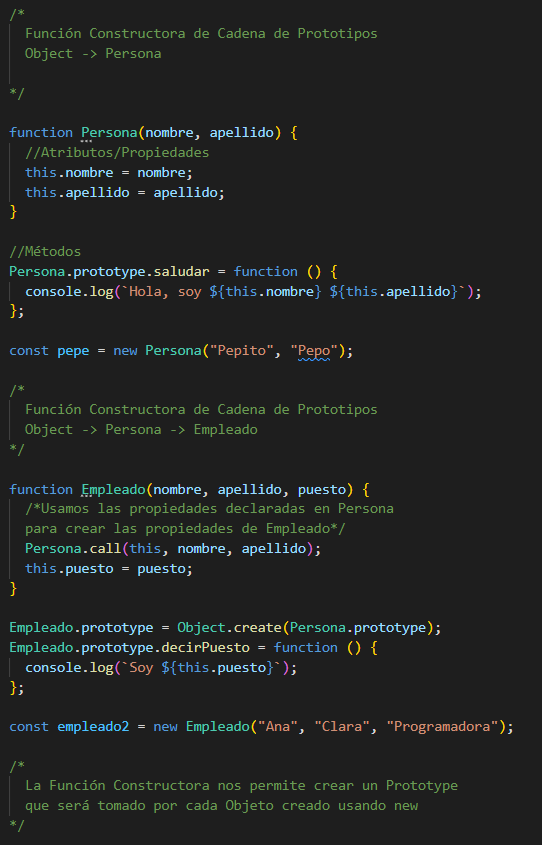 /*
Función Constructora de Cadena de Prototipos
Object -> Persona
*/
function Persona(nombre, apellido) {
//Atributos/Propiedades
this.nombre = nombre;
this.apellido = apellido;
}
//Métodos
Persona.prototype.saludar = function () {
console.log(`Hola, soy ${this.nombre} ${this.apellido}`);
};
const pepe = new Persona("Pepito", "Pepo");
/*
Función Constructora de Cadena de Prototipos
Object -> Persona -> Empleado
*/
function Empleado(nombre, apellido, puesto) {
/*Usamos las propiedades declaradas en Persona
para crear las propiedades de Empleado*/
Persona.call(this, nombre, apellido);
this.puesto = puesto;
}
Empleado.prototype = Object.create(Persona.prototype);
Empleado.prototype.decirPuesto = function () {
console.log(`Soy ${this.puesto}`);
};
const empleado2 = new Empleado("Ana", "Clara", "Programadora");
/*
La Función Constructora nos permite crear un Prototype
que será tomado por cada Objeto creado usando new
*/